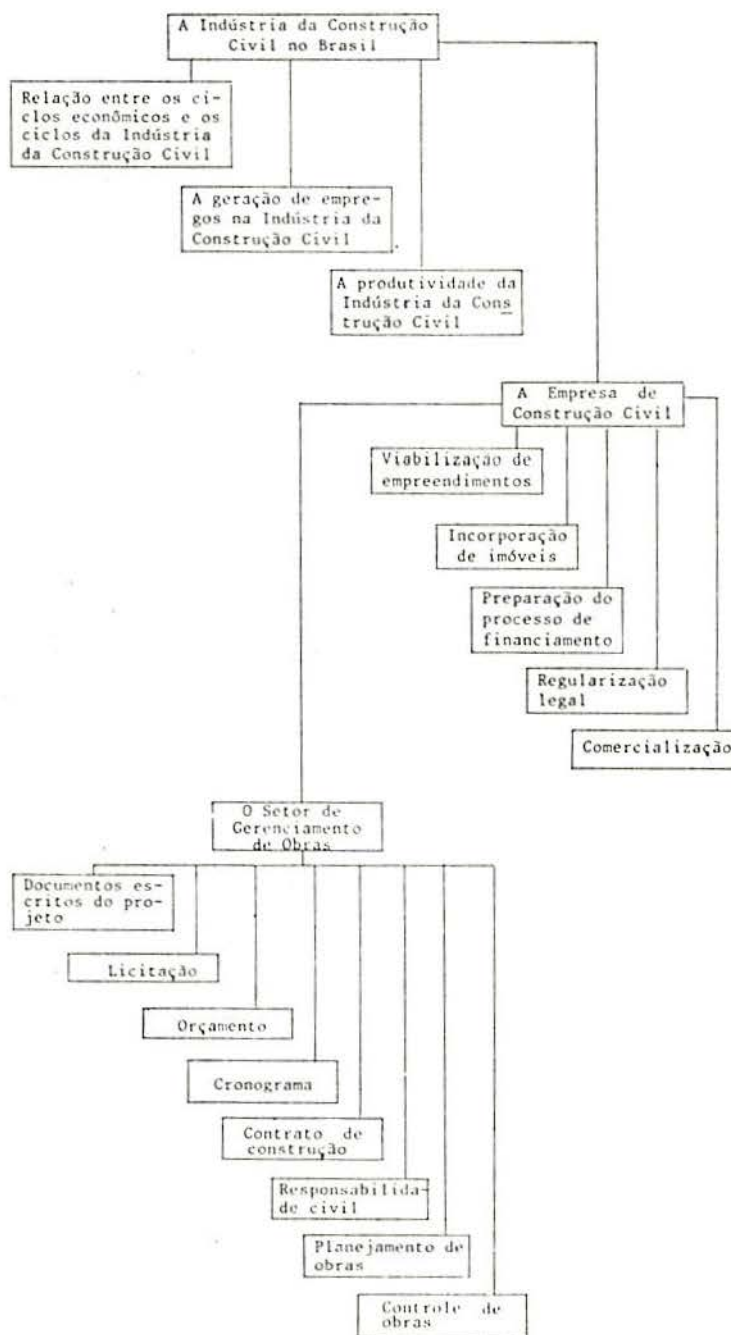 A Indústria da Construção
Civil no Brasil
Relação entre os ci-
clos econômicos e os
ciclos da Indústria
da Construção Civil
A geração de empre-
gos na Indústria da
Construção Civil
A produtividade da
Indústria da Cons
trução Civil
A Empresa de
Construção Civil
Viabilização de
empreendimentos
Incorporação
de imóveis
Preparação do
processo de
financiamento
Regularização
legal
Comercialização
O Setor de
Gerenciamento
de Obras
Documentos es-
critos do pro-
jeto
Licitação
Orçamento
Cronograma
Contrato de
construção
Responsabilida-
de civil
Planejamento de
obras
Controle de
obras